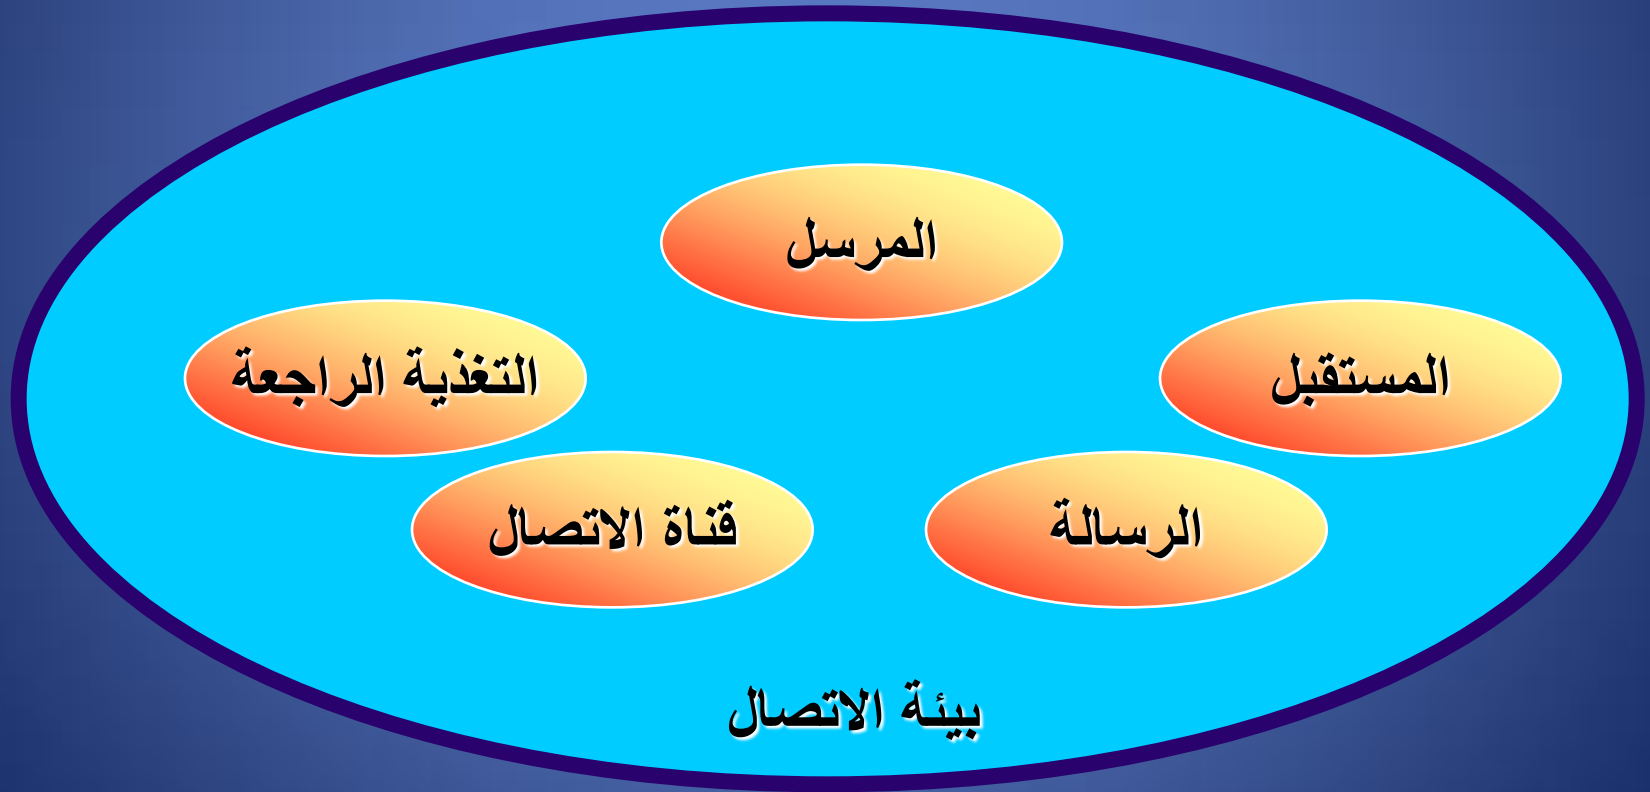 المرسل
المستقبل
التغذية الراجعة
الرسالة
قناة الاتصال
بيئة الاتصال